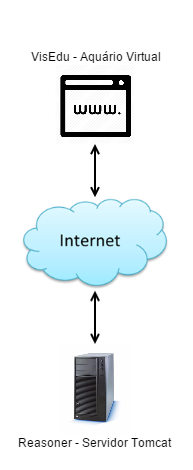 VisEdu - Aquário Virtual
www.
Internet
Reasoner - Servidor Tomcat